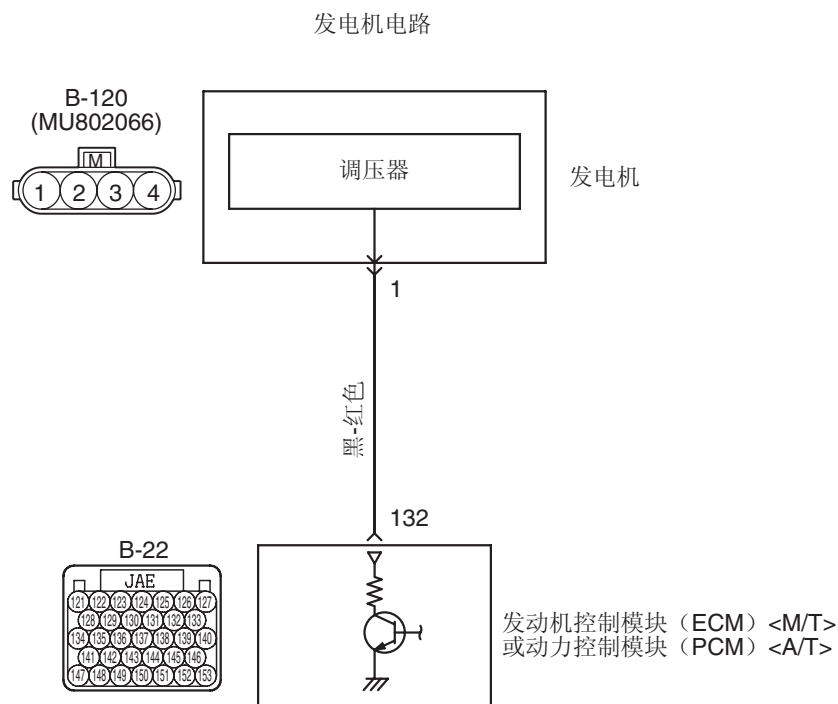 发电机电路
B-120
(MU802066)
M
1 2 3 4
调压器
发电机
1
黑-红色
132
B-22
JAE
121 122 123 124 125 126 127
128 129 130 131 132 133
134 135 136 137 138 139 140
141 142 143 144 145 146
147 148 149 150 151 152 153
发动机控制模块（ECM）<M/T>
或动力控制模块（PCM）<A/T>